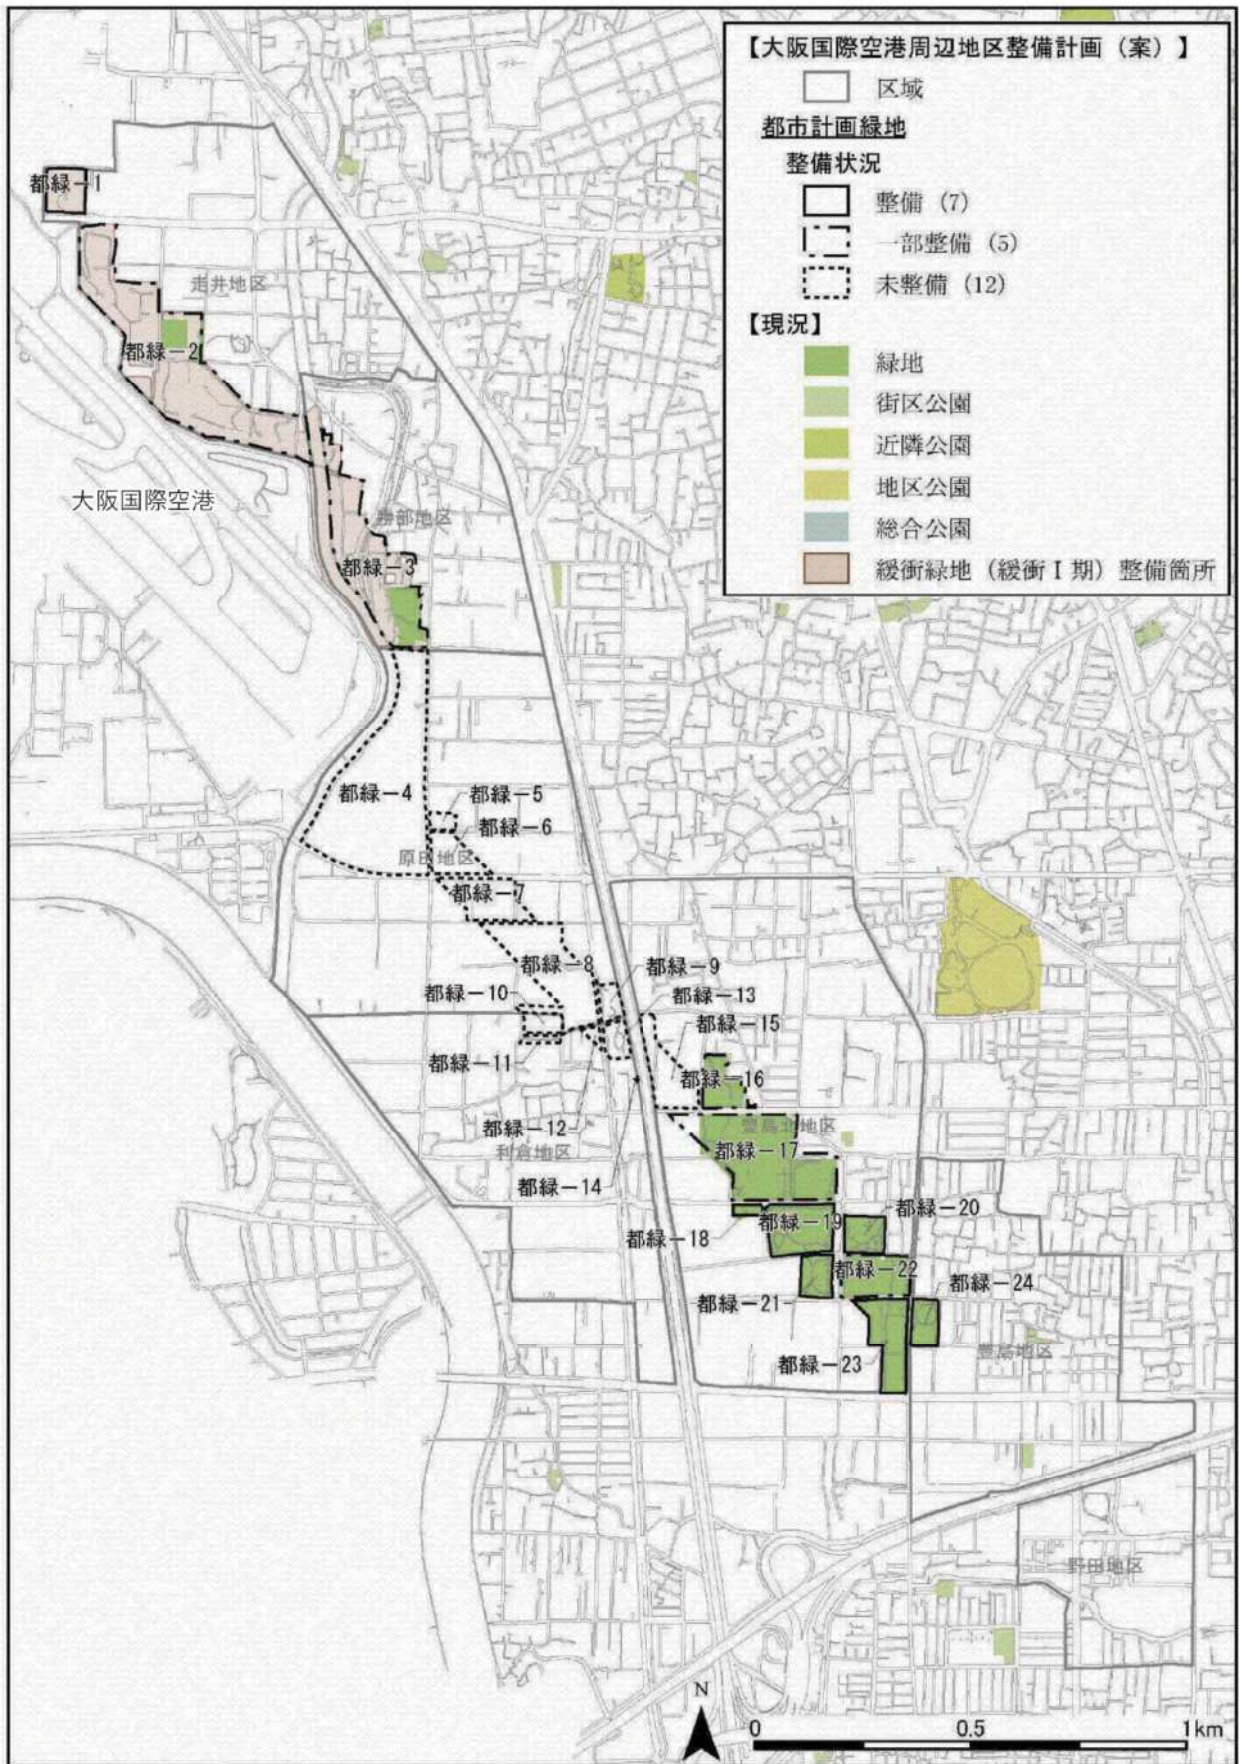 【大阪国際空港周辺地区整備計画（案）】
区域
都市計画緑地
整備状況
整備（7）
一部整備（5）
未整備（12）
【現況】
緑地
街区公園
近隣公園
地区公園
総合公園
緩衝緑地（緩衝Ⅰ期）整備箇所
都緑－1
走井地区
都緑－2
大阪国際空港
勝部地区
都緑－3
都緑－4
都緑－5
都緑－6
原田地区
都緑－7
都緑－8
都緑－9
都緑－10
都緑－13
都緑－15
都緑－11
都緑－16
都緑－12
豊島北地区
利倉地区
都緑－17
都緑－14
都緑－20
都緑－19
都緑－18
都緑－22
都緑－24
都緑－21
豊島地区
都緑－23
野田地区
N
0
0.5
1km